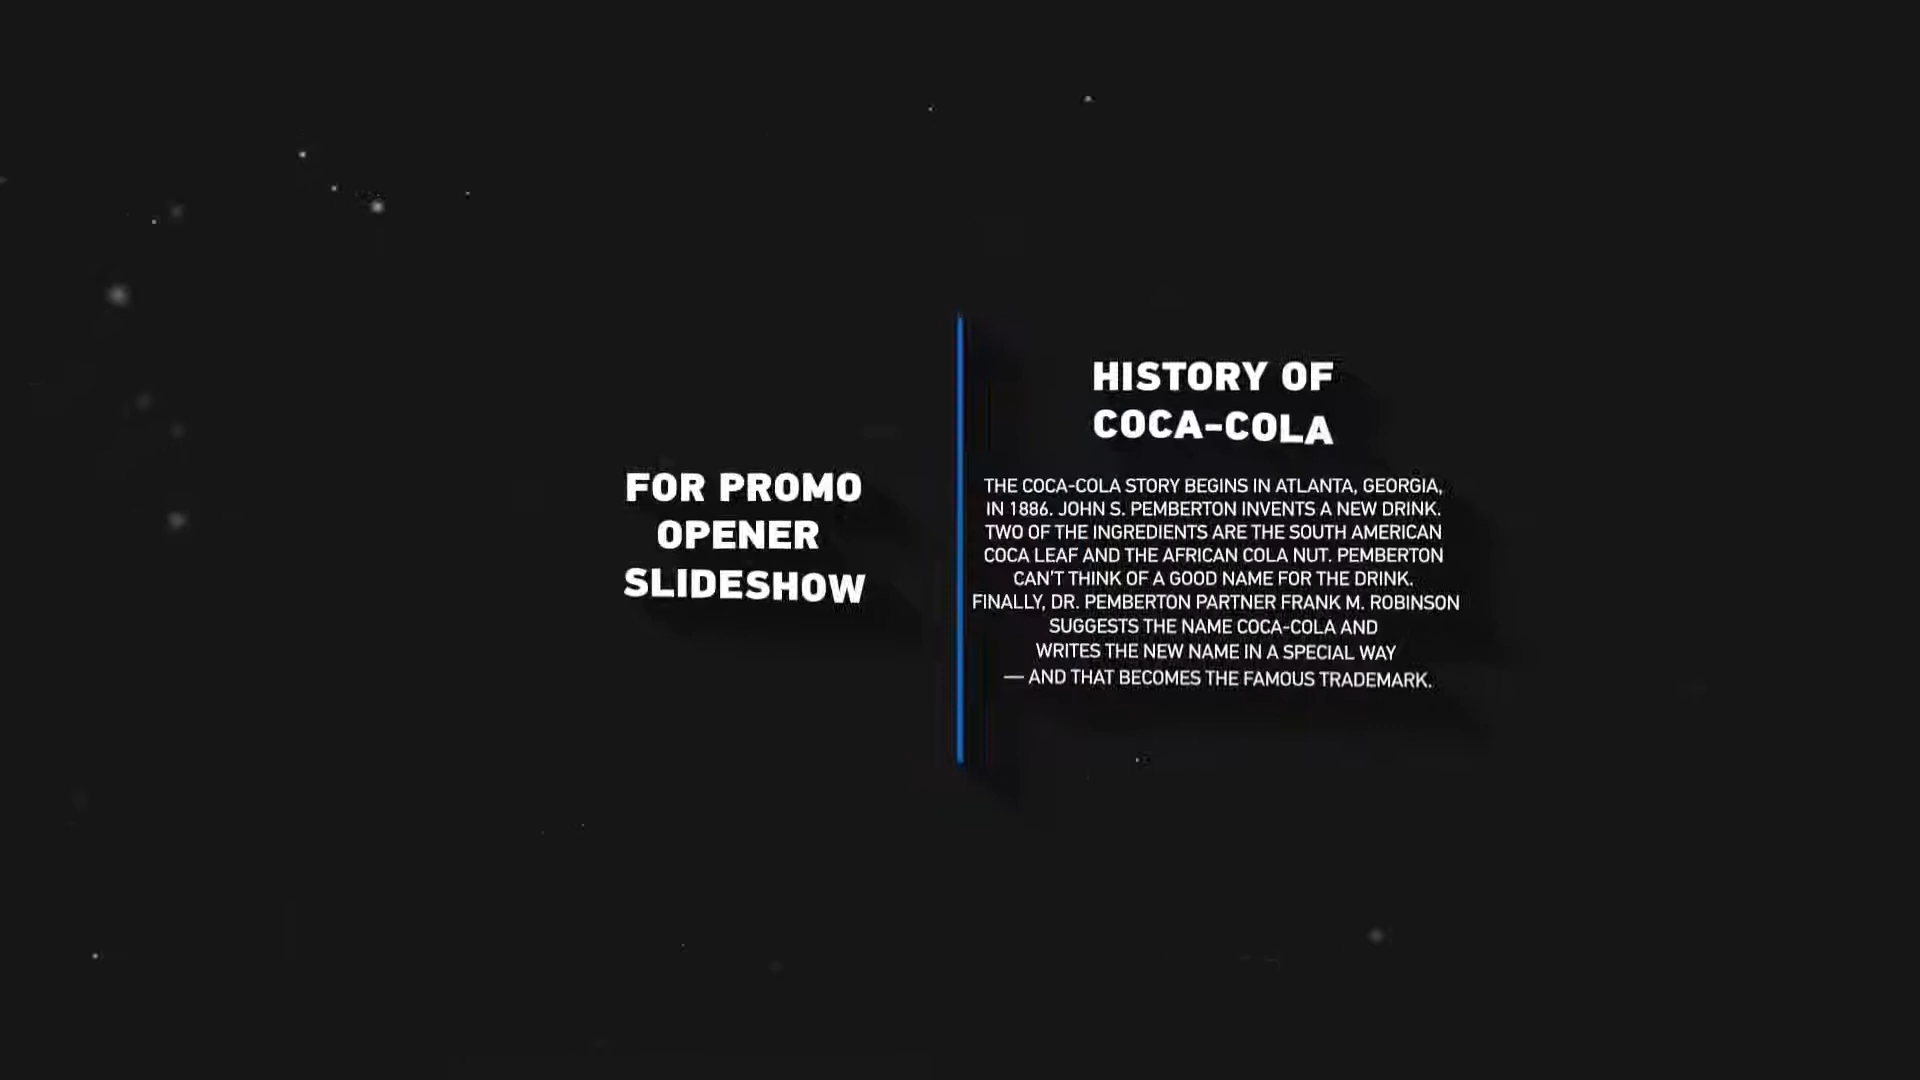 FOR PROMO
OPENER
SLIDESHOW
HISTORY OF
COCA-COLA
THE COCA-COLA STORY BEGINS IN ATLANTA, GEORGIA,
IN 1886. JOHN S. PEMBERTON INVENTS A NEW DRINK.
TWO OF THE INGREDIENTS ARE THE SOUTH AMERICAN
COCA LEAF AND THE AFRICAN COLA NUT. PEMBERTON
CAN'T THINK OF A GOOD NAME FOR THE DRINK.
FINALLY, DR. PEMBERTON PARTNER FRANK M. ROBINSON
SUGGESTS THE NAME COCA-COLA AND
WRITES THE NEW NAME IN A SPECIAL WAY
— AND THAT BECOMES THE FAMOUS TRADEMARK.